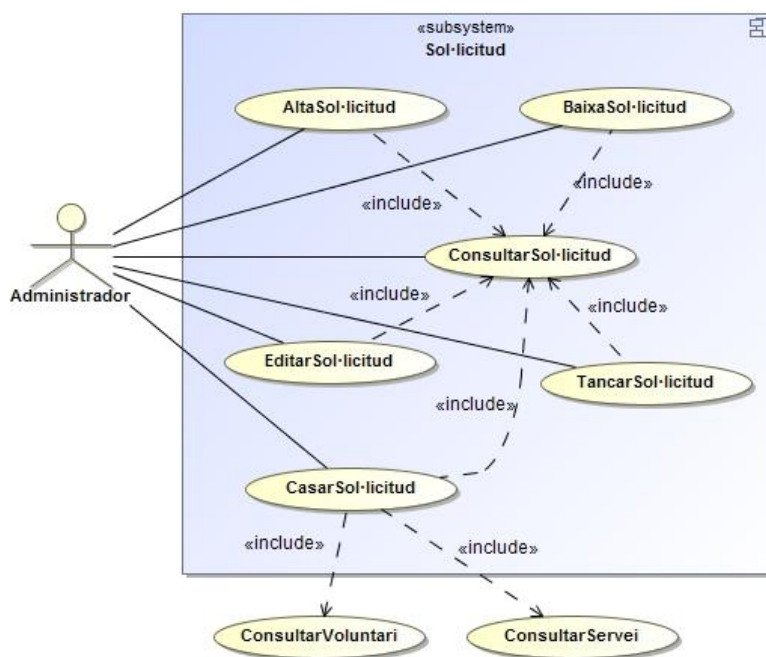 «subsystem»
Sol·licitud
AltaSol·licitud
BaixaSol·licitud
«include»
«include»
ConsultarSol·licitud
Administrador
«include»
«include»
EditarSol·licitud
TancarSol·licitud
«include»
CasarSol·licitud
«include»
«include»
ConsultarVoluntari
ConsultarServei